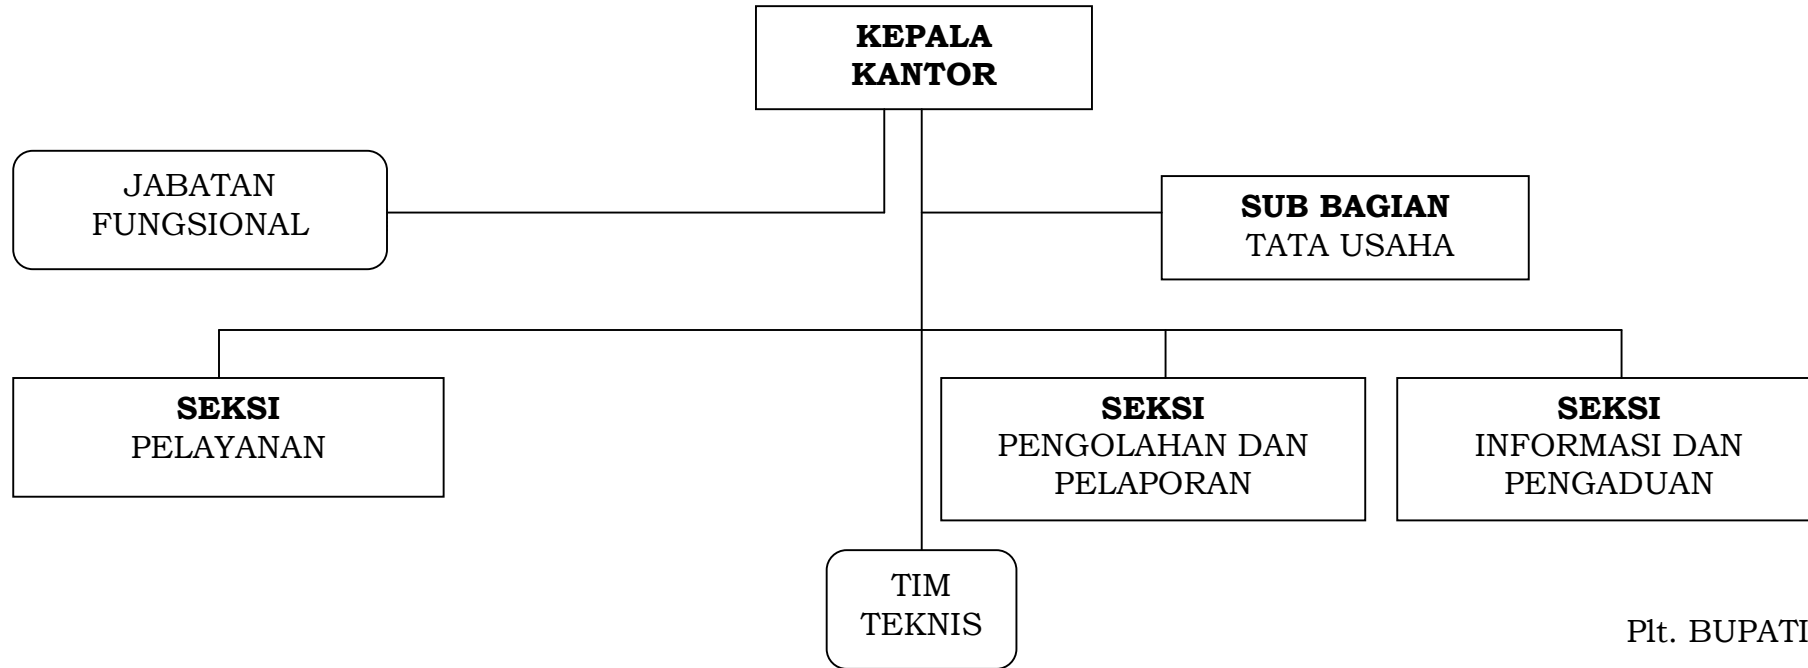 KEPALA
KANTOR
JABATAN
FUNGSIONAL
SUB BAGIAN
TATA USAHA
SEKSI
PELAYANAN
SEKSI
PENGOLAHAN DAN
PELAPORAN
SEKSI
INFORMASI DAN
PENGADUAN
TIM
TEKNIS
Plt. BUPATI